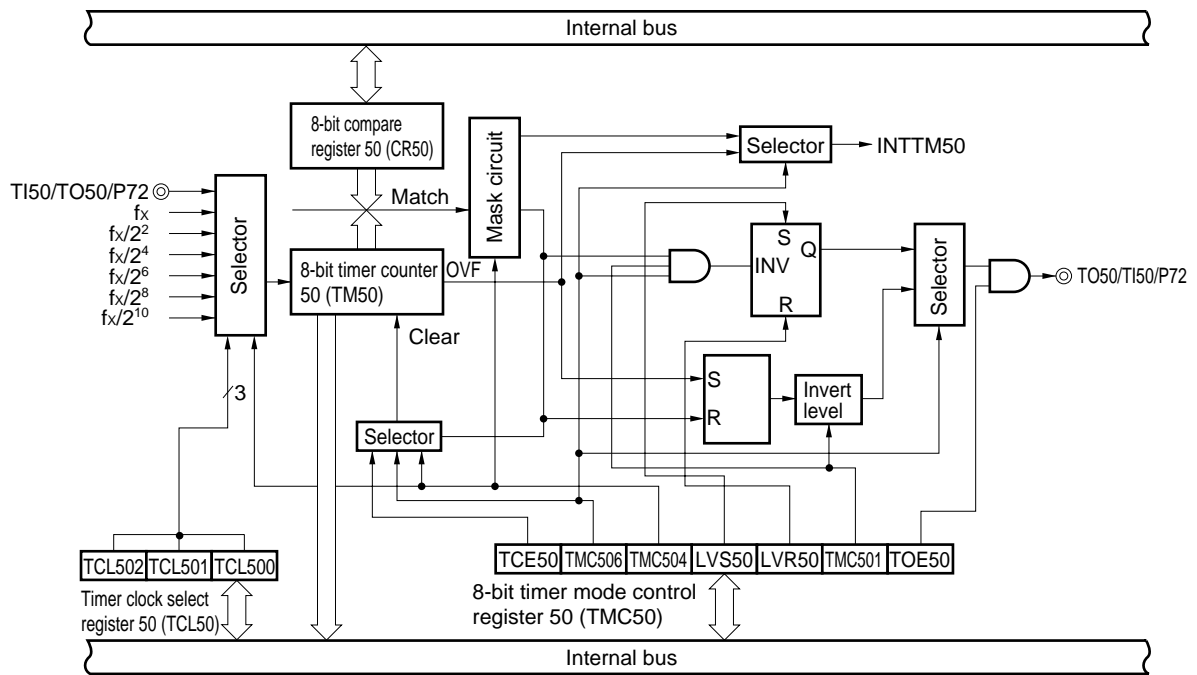 Internal bus
8-bit compare
register 50 (CR50)
Mask circuit
Selector
INTTM50
TI50/TO50/P72
Match
fX
fX/2²
fX/2⁴
fX/2⁶
fX/2⁸
fX/2¹⁰
Selector
8-bit timer counter
50 (TM50)
OVF
Clear
S
INV
Q
R
Selector
TO50/TI50/P72
3
S
R
Invert
level
Selector
TCL502 TCL501 TCL500
Timer clock select
register 50 (TCL50)
TCE50 TMC506 TMC504 LVS50 LVR50 TMC501 TOE50
8-bit timer mode control
register 50 (TMC50)
Internal bus